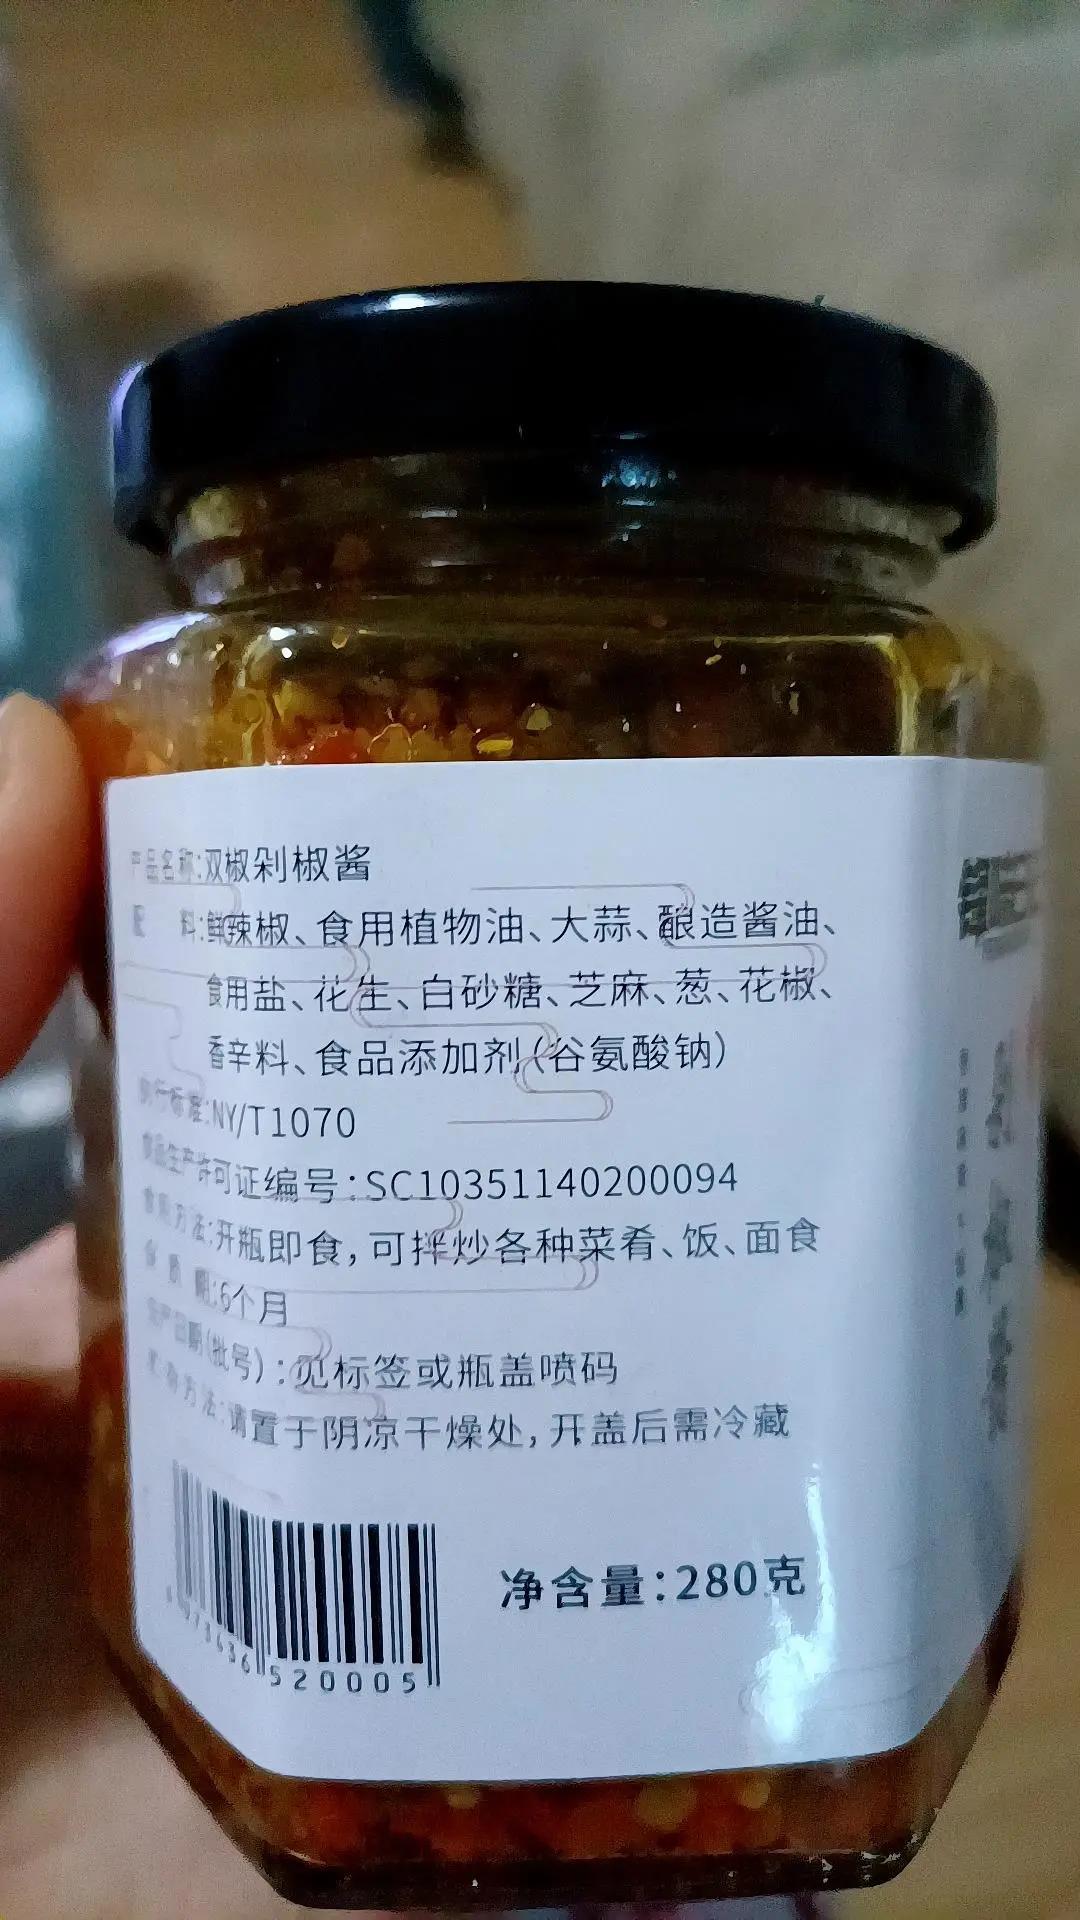 产品名称:双椒剁椒酱
配 料:鲜辣椒、食用植物油、大蒜、酿造酱油、
食用盐、花生、白砂糖、芝麻、葱、花椒、
香辛料、食品添加剂(谷氨酸钠)
执行标准:NY/T1070
食品生产许可证编号:SC10351140200094
食用方法:开瓶即食,可拌炒各种菜肴、饭、面食
保 质 期:6个月
生产日期(批号):见标签或瓶盖喷码
贮存方法:请置于阴凉干燥处,开盖后需冷藏
净含量:280克
520005